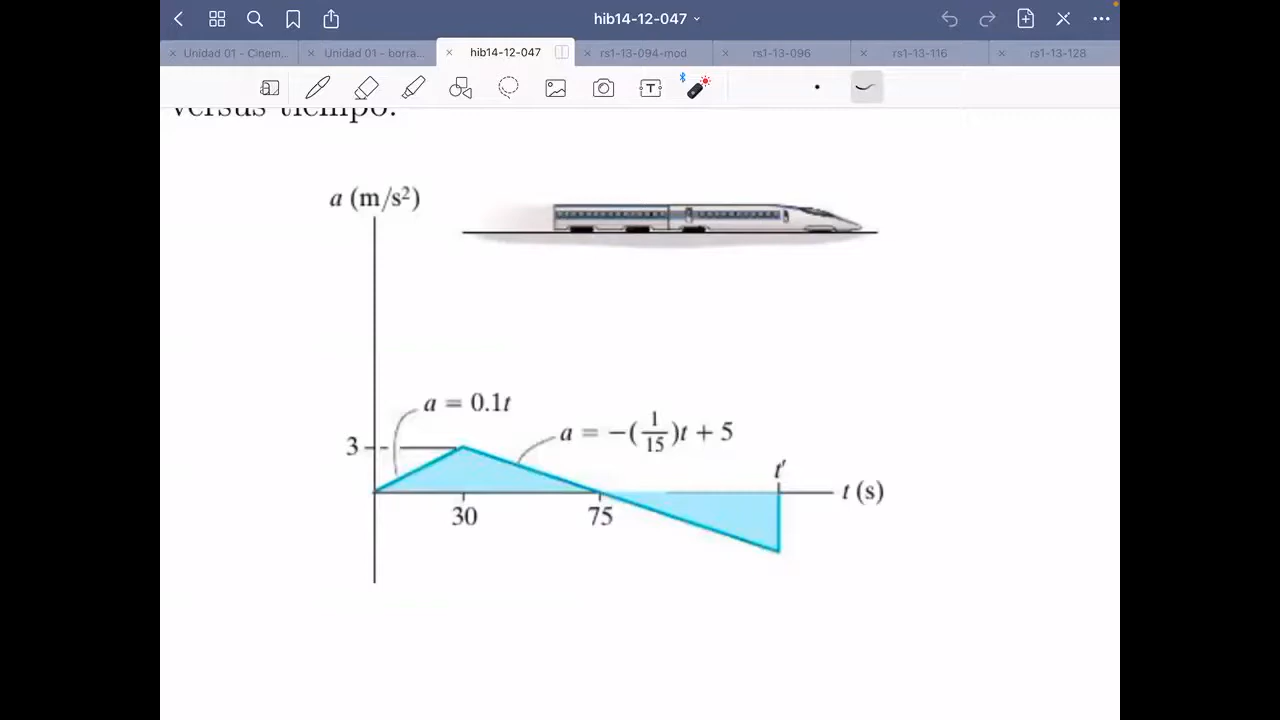 hib14-12-047
Unidad 01 - Cinem...
Unidad 01 - borra...
hib14-12-047
rs1-13-094-mod
rs1-13-096
rs1-13-116
rs1-13-128
versus tiempo.
a (m/s²)
a = 0.1t
a = −(1/15)t + 5
3
t′
t (s)
30
75